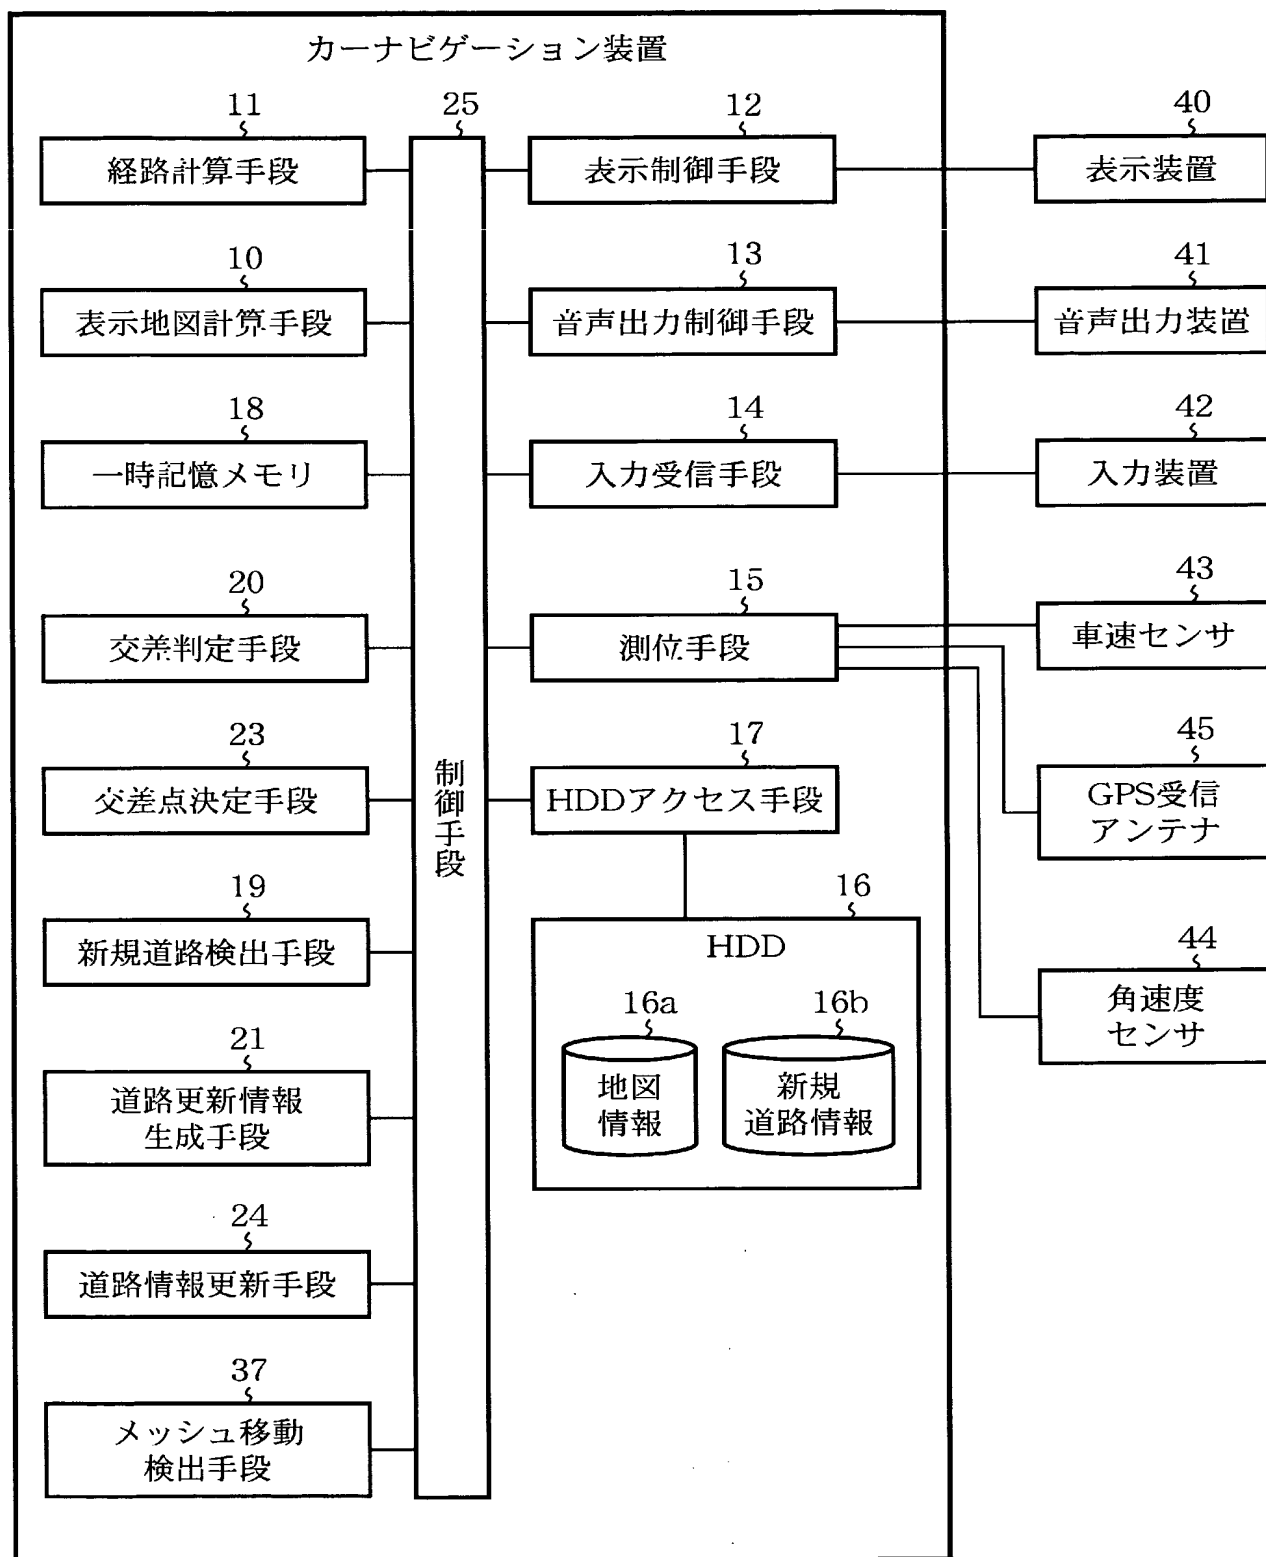 カーナビゲーション装置
11
25
12
40
経路計算手段
表示制御手段
表示装置
10
13
41
表示地図計算手段
音声出力制御手段
音声出力装置
18
14
42
一時記憶メモリ
入力受信手段
入力装置
20
15
43
交差判定手段
測位手段
車速センサ
23
17
45
交差点決定手段
制御手段
HDDアクセス手段
GPS受信
アンテナ
19
16
44
新規道路検出手段
HDD
角速度
センサ
16a
16b
地図
情報
新規
道路情報
21
道路更新情報
生成手段
24
道路情報更新手段
37
メッシュ移動
検出手段